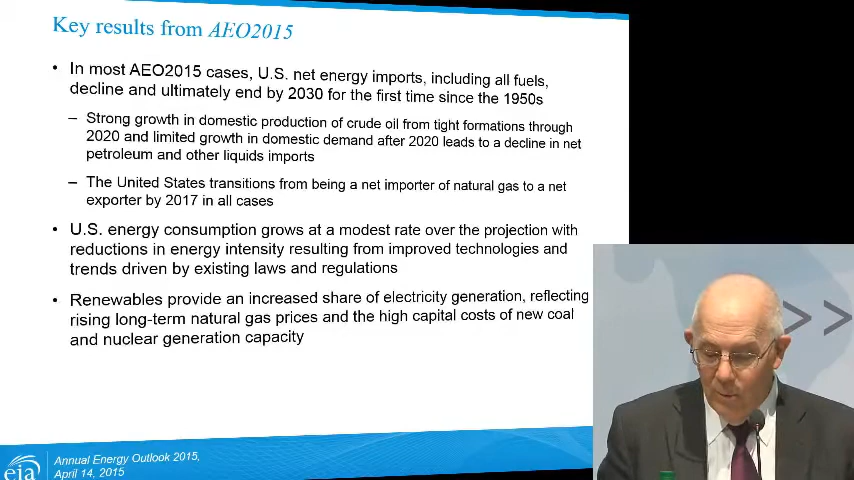 Key results from AEO2015
• In most AEO2015 cases, U.S. net energy imports, including all fuels,
decline and ultimately end by 2030 for the first time since the 1950s
– Strong growth in domestic production of crude oil from tight formations through
2020 and limited growth in domestic demand after 2020 leads to a decline in net
petroleum and other liquids imports
– The United States transitions from being a net importer of natural gas to a net
exporter by 2017 in all cases
• U.S. energy consumption grows at a modest rate over the projection with
reductions in energy intensity resulting from improved technologies and
trends driven by existing laws and regulations
• Renewables provide an increased share of electricity generation, reflecting
rising long-term natural gas prices and the high capital costs of new coal
and nuclear generation capacity
>>
eia
Annual Energy Outlook 2015,
April 14, 2015